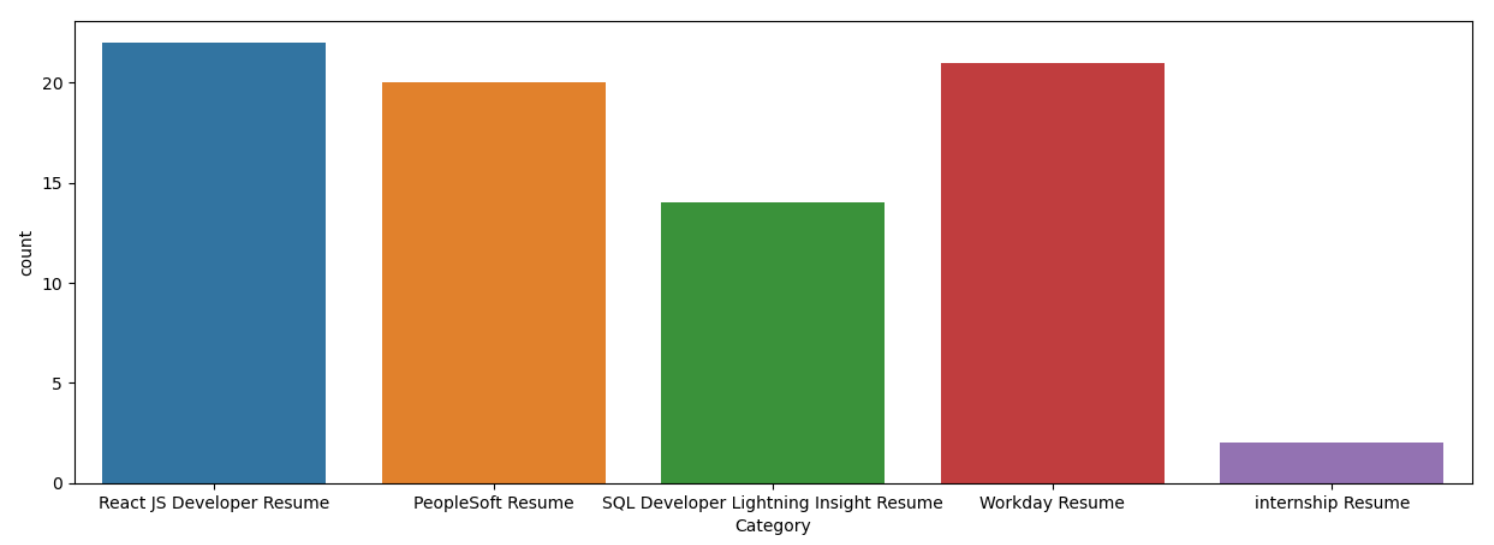 20
15
10
5
0
count
React JS Developer Resume
PeopleSoft Resume
SQL Developer Lightning Insight Resume
Workday Resume
internship Resume
Category